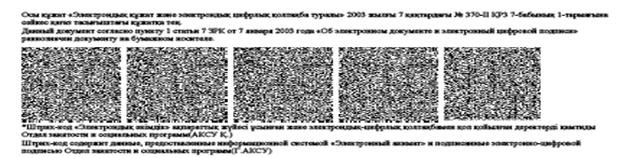 Осы құжат «Электрондық құжат және электрондық цифрлық қолтаңба туралы» 2003 жылғы 7 қаңтардағы № 370-II ҚРЗ 7-бабының 1-тармағына
сәйкес қағаз тасығыштағы құжатқа тең.
Данный документ согласно пункту 1 статьи 7 ЗРК от 7 января 2003 года «Об электронном документе и электронный цифровой подписи»
равнозначен документу на бумажном носителе.
*Штрих-код «Электрондық әкімдік» ақпараттық жүйесі ұсынған және электрондық-цифрлық қолтаңбамен қол қойылған деректерді қамтиды
Отдел занятости и социальных программ(АКСУ Қ.)
Штрих-код содержит данные, предоставленные информационной системой «Электронный акимат» и подписанные электронно-цифровой
подписью Отдел занятости и социальных программ(Г.АКСУ)